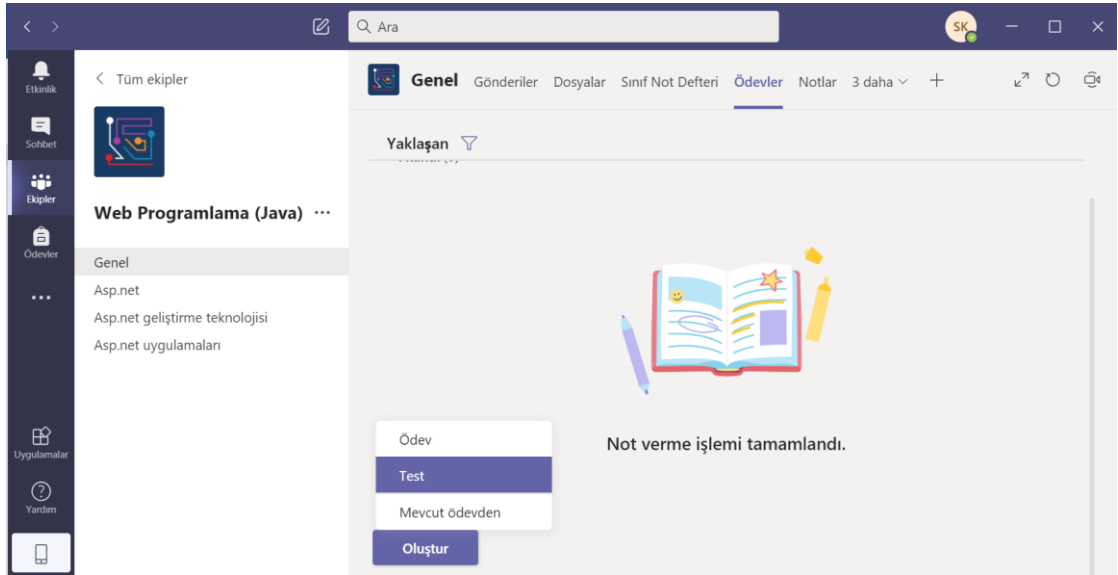 Ara
SK
Etkinlik
Sohbet
Ekipler
Ödevler
Uygulamalar
Yardım
Tüm ekipler
Web Programlama (Java)
Genel
Asp.net
Asp.net geliştirme teknolojisi
Asp.net uygulamaları
Genel Gönderiler Dosyalar Sınıf Not Defteri Ödevler Notlar 3 daha
Yaklaşan
Not verme işlemi tamamlandı.
Ödev
Test
Mevcut ödevden
Oluştur